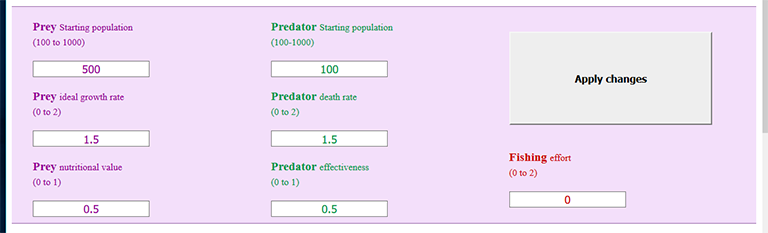 Prey Starting population
(100 to 1000)
500
Prey ideal growth rate
(0 to 2)
1.5
Prey nutritional value
(0 to 1)
0.5
Predator Starting population
(100-1000)
100
Predator death rate
(0 to 2)
1.5
Predator effectiveness
(0 to 1)
0.5
Apply changes
Fishing effort
(0 to 2)
0